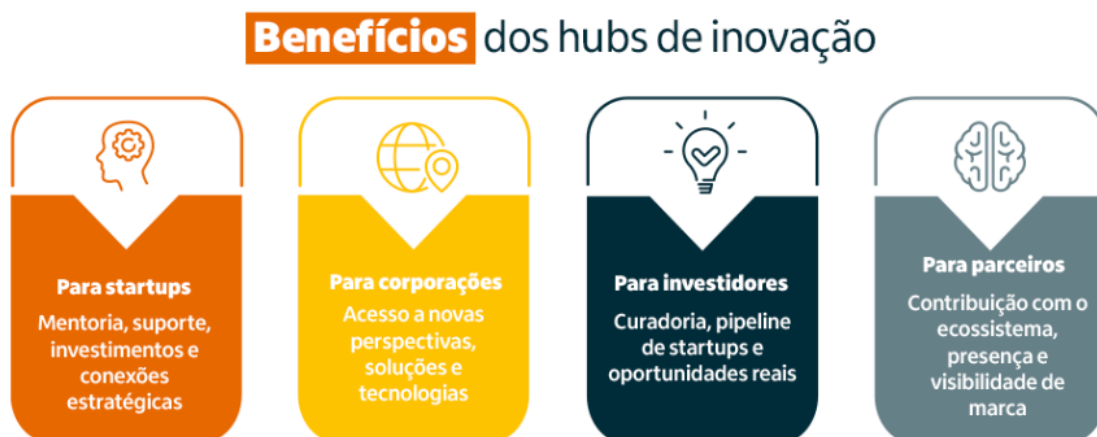 Benefícios dos hubs de inovação
Para startups
Mentoria, suporte,
investimentos e
conexões
estratégicas
Para corporações
Acesso a novas
perspectivas,
soluções e
tecnologias
Para investidores
Curadoria, pipeline
de startups e
oportunidades reais
Para parceiros
Contribuição com o
ecossistema,
presença e
visibilidade de
marca